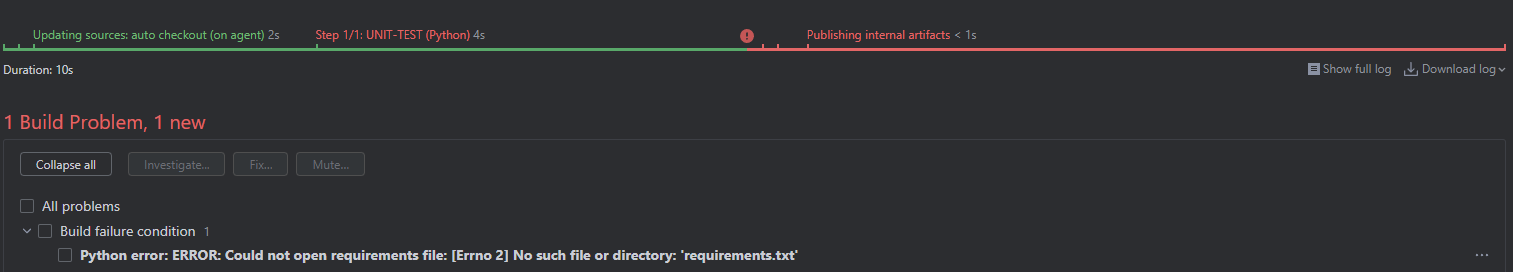 Updating sources: auto checkout (on agent) 2s Step 1/1: UNIT-TEST (Python) 4s Publishing internal artifacts < 1s
Duration: 10s Show full log Download log
1 Build Problem, 1 new
Collapse all Investigate... Fix... Mute...
All problems
Build failure condition 1
Python error: ERROR: Could not open requirements file: [Errno 2] No such file or directory: 'requirements.txt'